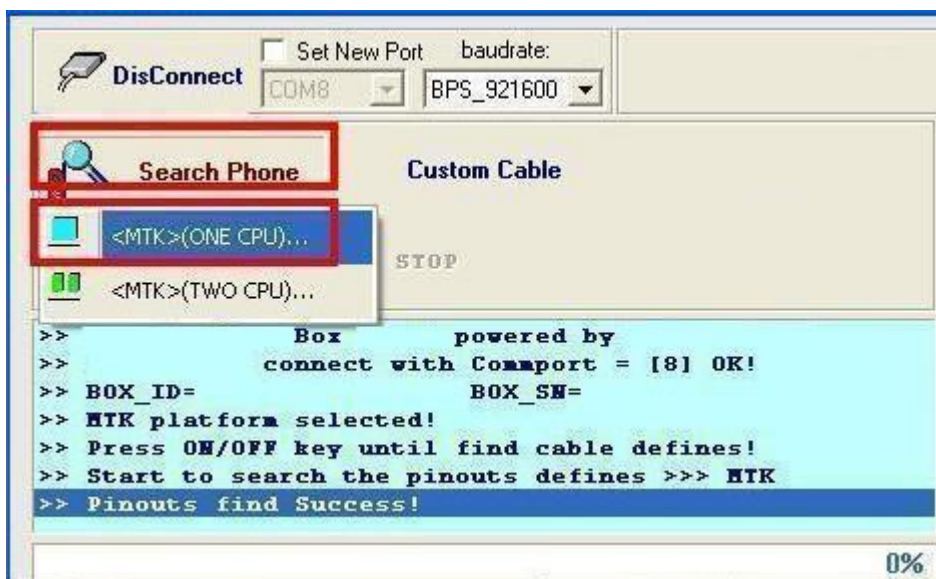 Set New Port baudrate:
DisConnect COM8 BPS_921600
Search Phone Custom Cable
<MTK>(ONE CPU)...
STOP
<MTK>(TWO CPU)...
>> Box powered by
>> connect with Commport = [8] OK!
>> BOX_ID= BOX_SN=
>> MTK platform selected!
>> Press ON/OFF key until find cable defines!
>> Start to search the pinouts defines >>> MTK
>> Pinouts find Success!
0%